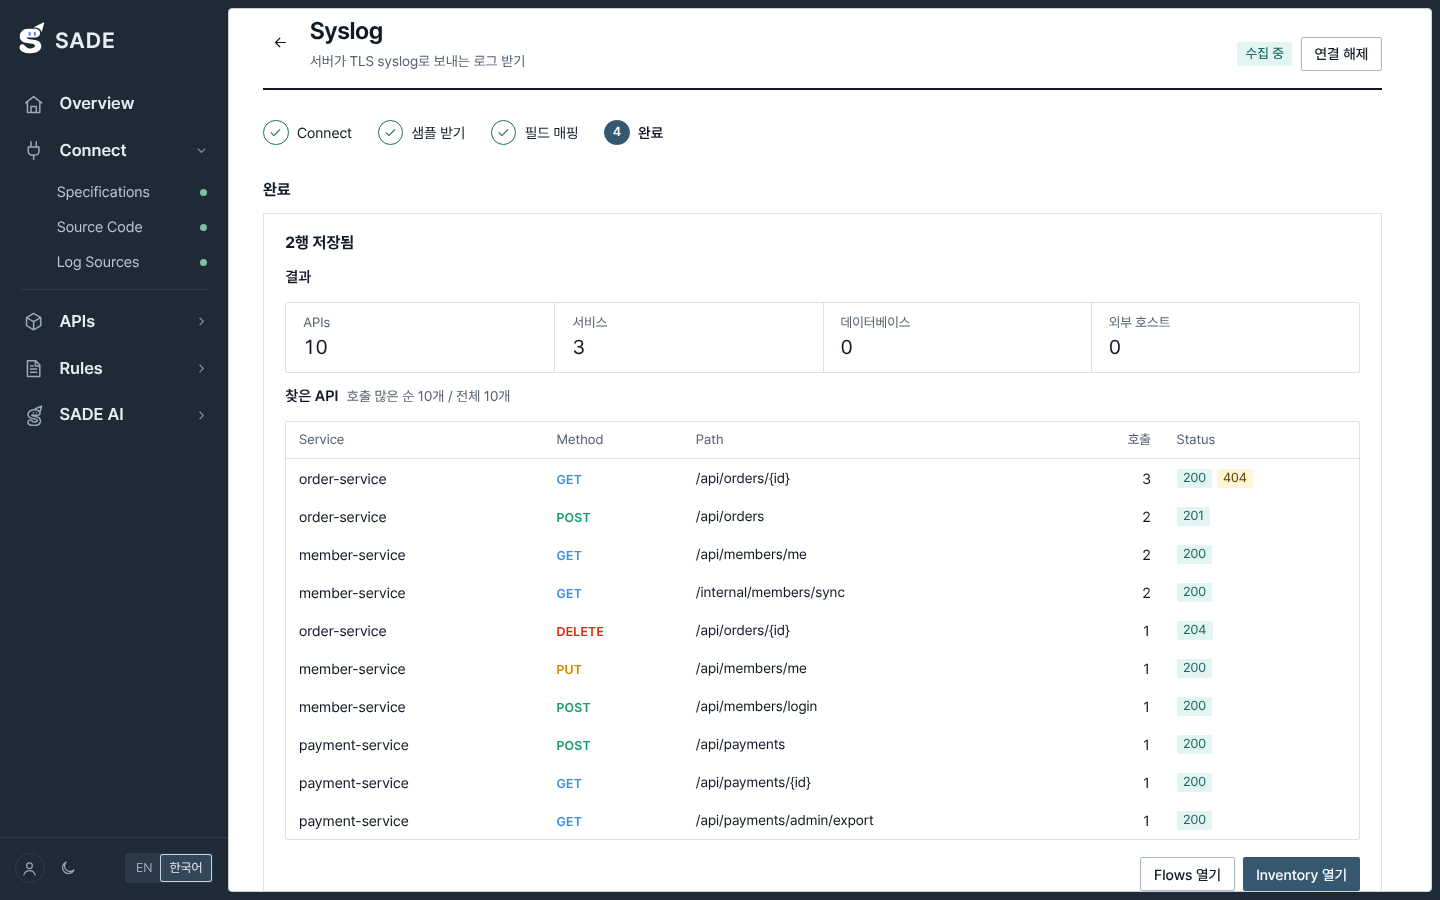 SADE
Overview
Connect
Specifications
Source Code
Log Sources
APIs
Rules
SADE AI
EN 한국어
Syslog
서버가 TLS syslog로 보내는 로그 받기
수집 중 연결 해제
Connect 샘플 받기 필드 매핑 4 완료
완료
2행 저장됨
결과
APIs 서비스 데이터베이스 외부 호스트
10 3 0 0
찾은 API 호출 많은 순 10개 / 전체 10개
Service Method Path 호출 Status
order-service GET /api/orders/{id} 3 200 404
order-service POST /api/orders 2 201
member-service GET /api/members/me 2 200
member-service GET /internal/members/sync 2 200
order-service DELETE /api/orders/{id} 1 204
member-service PUT /api/members/me 1 200
member-service POST /api/members/login 1 200
payment-service POST /api/payments 1 200
payment-service GET /api/payments/{id} 1 200
payment-service GET /api/payments/admin/export 1 200
Flows 열기 Inventory 열기